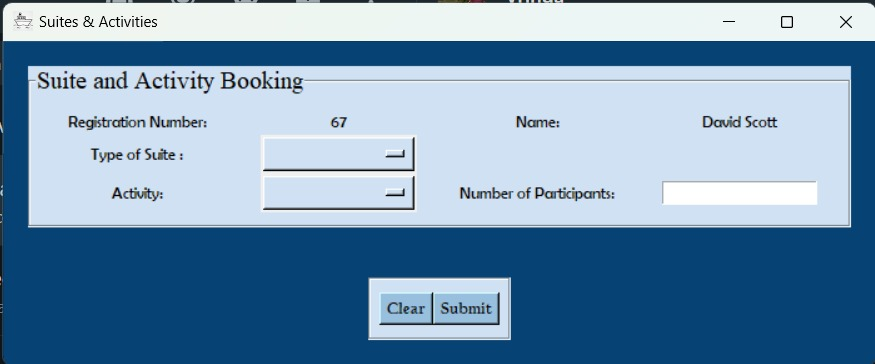 Suites & Activities
Suite and Activity Booking
Registration Number: 67 Name: David Scott
Type of Suite :
Activity: Number of Participants:
Clear Submit